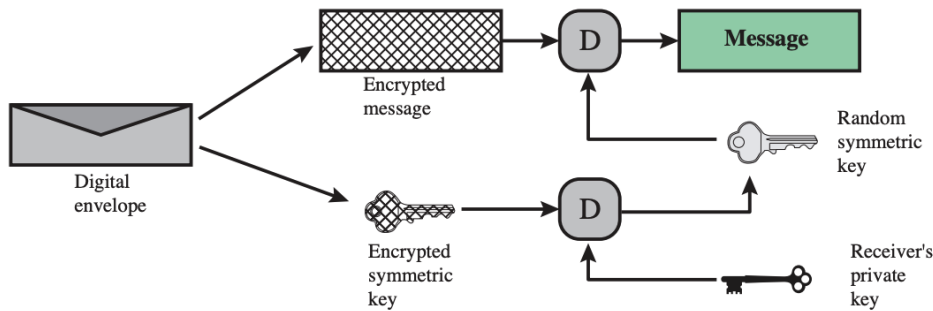 D
Message
Encrypted
message
Random
symmetric
key
Digital
envelope
D
Encrypted
symmetric
key
Receiver's
private
key